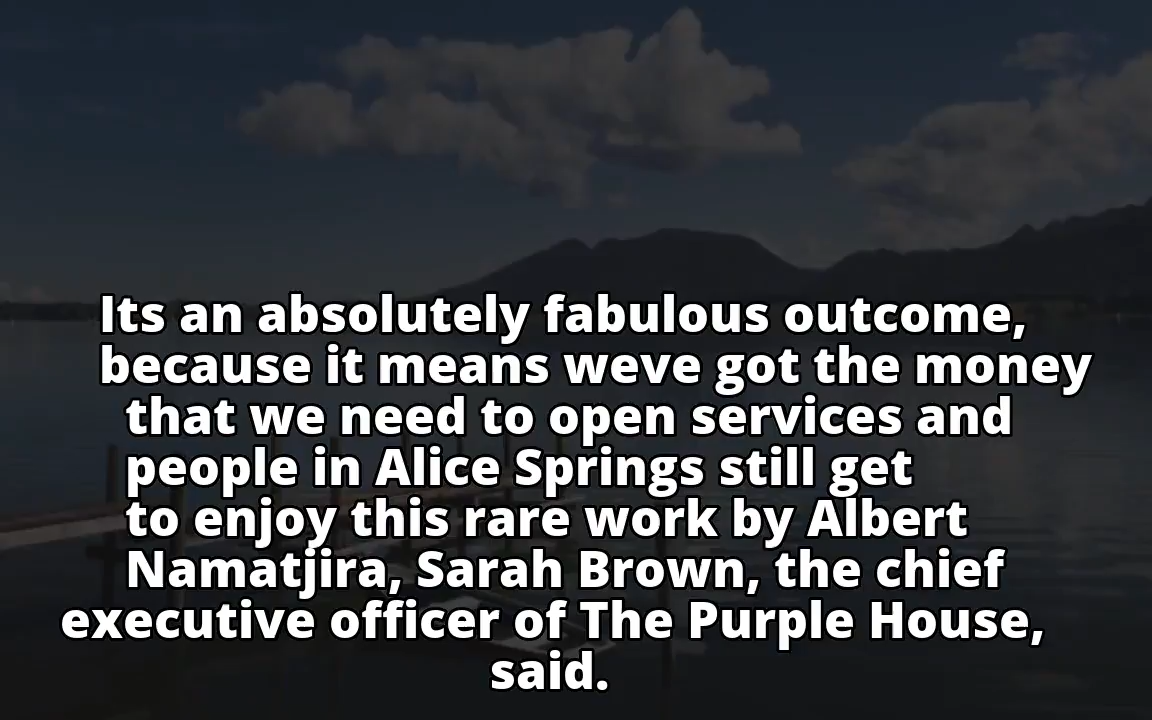 Its an absolutely fabulous outcome,
because it means weve got the money
that we need to open services and
people in Alice Springs still get
to enjoy this rare work by Albert
Namatjira, Sarah Brown, the chief
executive officer of The Purple House,
said.